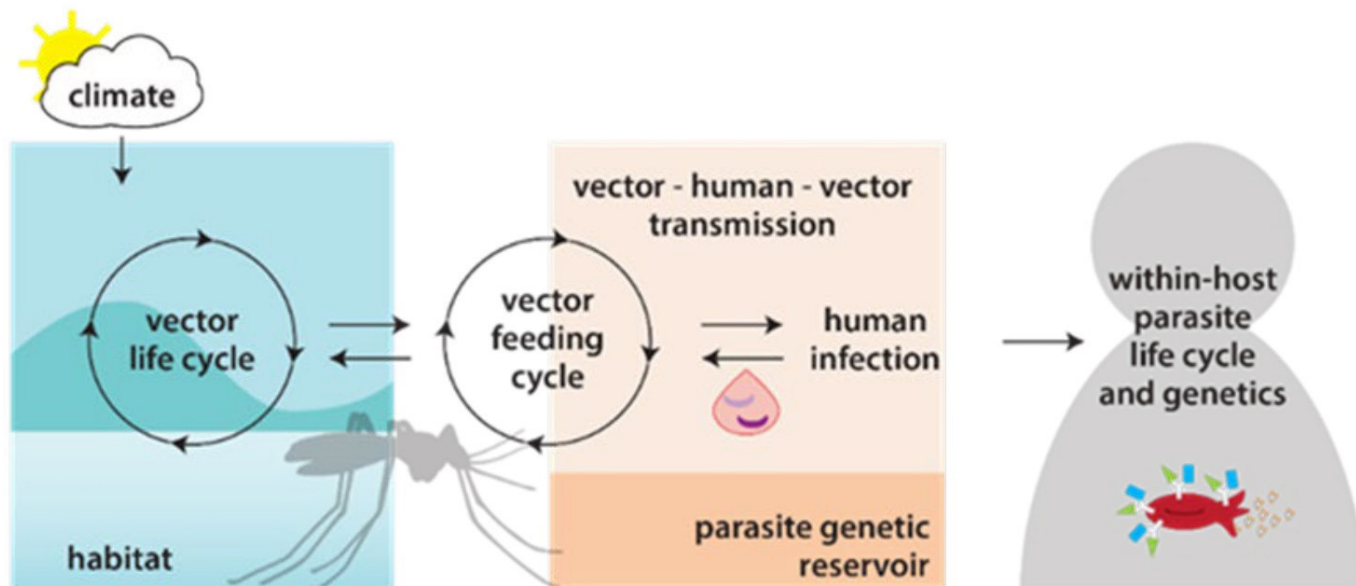 climate
vector
life cycle
habitat
vector
feeding
cycle
vector - human - vector
transmission
human
infection
parasite genetic
reservoir
within-host
parasite
life cycle
and genetics